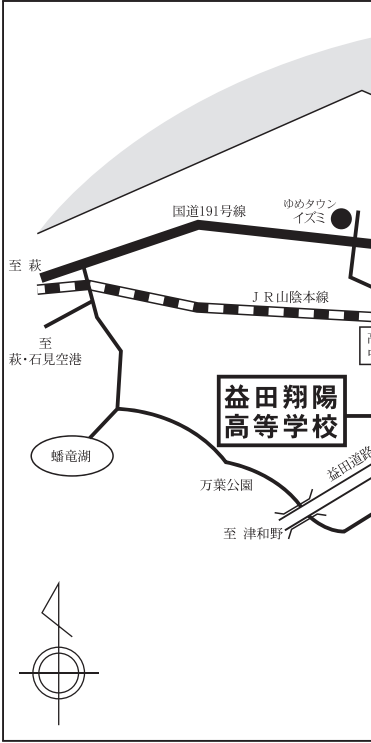 国道191号線
ゆめタウン
イズミ
至 萩
JR山陰本線
至
萩・石見空港
益田翔陽
高等学校
蟠竜湖
益田道路
万葉公園
至 津和野